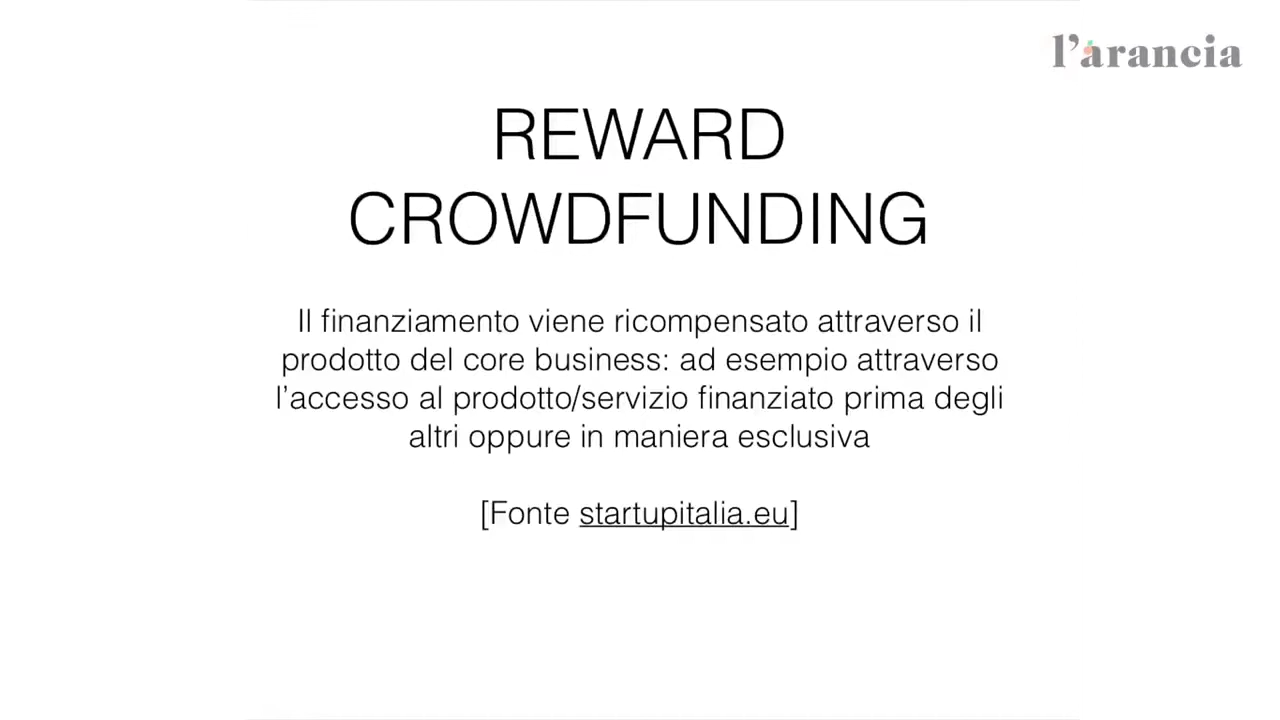 l'arancia
REWARD
CROWDFUNDING
Il finanziamento viene ricompensato attraverso il
prodotto del core business: ad esempio attraverso
l'accesso al prodotto/servizio finanziato prima degli
altri oppure in maniera esclusiva
[Fonte startupitalia.eu]